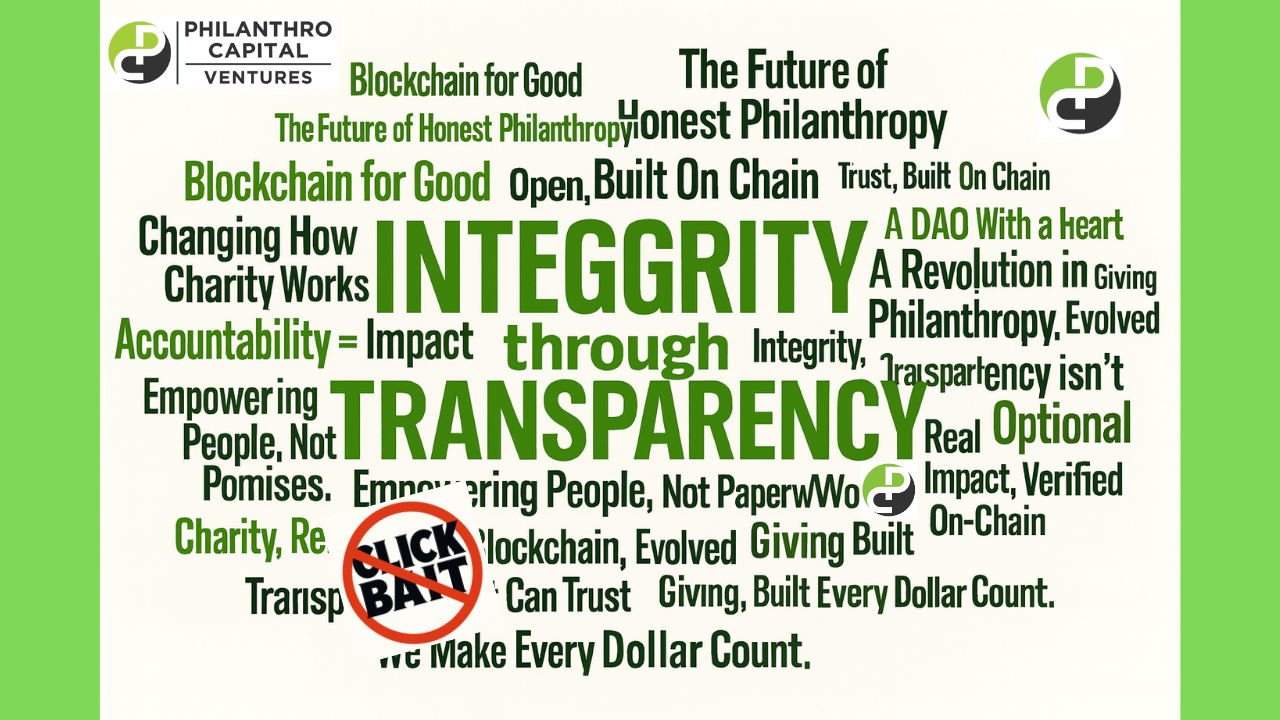 PHILANTHRO
CAPITAL
VENTURES
Blockchain for Good
The Future of
Honest Philanthropy
The Future of Honest Philanthropy
Blockchain for Good
Open, Built On Chain
Trust, Built On Chain
Changing How
Charity Works
INTEGGRITY
A DAO With a Heart
A Revolution in Giving
Philanthropy. Evolved
Accountability = Impact
through
Integrity,
Transparency isn't
Optional
Empowering
People, Not
Pomises.
TRANSPARENCY
Real
Impact, Verified
On-Chain
Empowering People, Not PaperwWo
Charity, Re
CLICK
BAIT
Blockchain, Evolved
Giving Built
Transp
Can Trust
Giving, Built Every Dollar Count.
We Make Every Dollar Count.